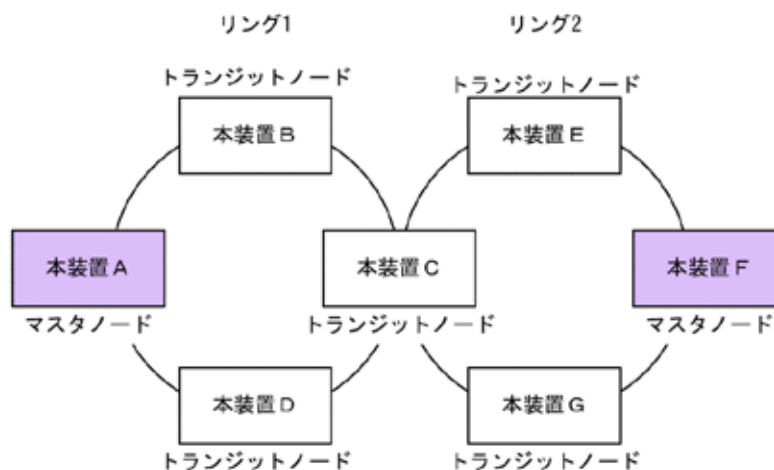 リング1
リング2
トランジットノード
トランジットノード
本装置B
本装置E
本装置A
本装置C
本装置F
マスタノード
トランジットノード
マスタノード
本装置D
本装置G
トランジットノード
トランジットノード